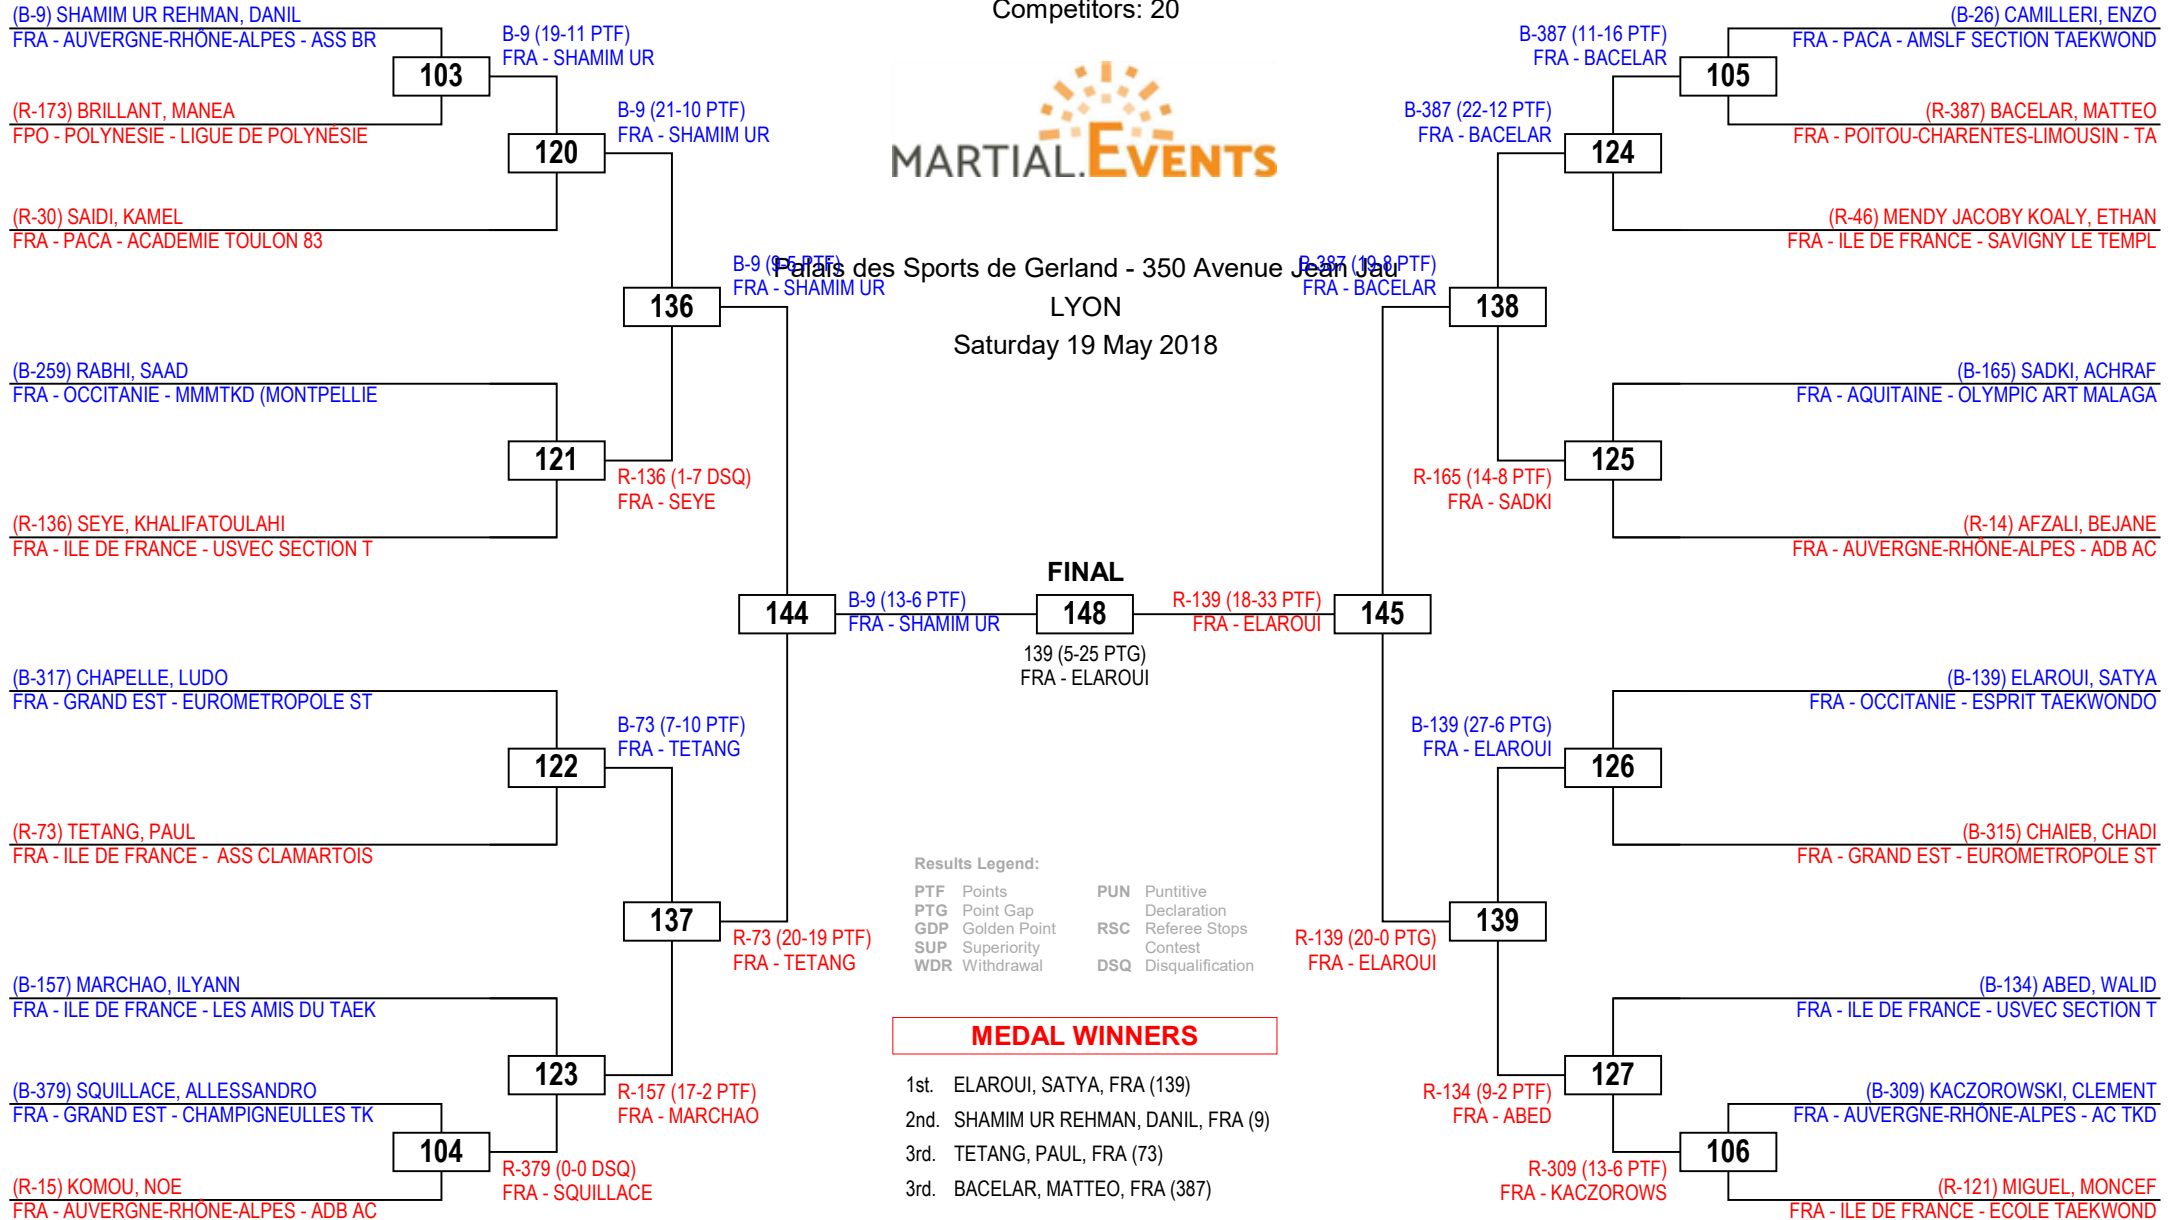 Competitors: 20
MARTIAL.EVENTS
Palais des Sports de Gerland - 350 Avenue Jean Jau
LYON
Saturday 19 May 2018
(B-9) SHAMIM UR REHMAN, DANIL
FRA - AUVERGNE-RHÔNE-ALPES - ASS BR
103
(R-173) BRILLANT, MANEA
FPO - POLYNESIE - LIGUE DE POLYNÉSIE
B-9 (19-11 PTF)
FRA - SHAMIM UR
120
(R-30) SAIDI, KAMEL
FRA - PACA - ACADEMIE TOULON 83
B-9 (21-10 PTF)
FRA - SHAMIM UR
136
B-9 (9-5 PTF)
FRA - SHAMIM UR
(B-259) RABHI, SAAD
FRA - OCCITANIE - MMMTKD (MONTPELLIE
121
(R-136) SEYE, KHALIFATOULAHI
FRA - ILE DE FRANCE - USVEC SECTION T
R-136 (1-7 DSQ)
FRA - SEYE
144
B-9 (13-6 PTF)
FRA - SHAMIM UR
(B-317) CHAPELLE, LUDO
FRA - GRAND EST - EUROMETROPOLE ST
122
(R-73) TETANG, PAUL
FRA - ILE DE FRANCE - ASS CLAMARTOIS
B-73 (7-10 PTF)
FRA - TETANG
137
R-73 (20-19 PTF)
FRA - TETANG
(B-157) MARCHAO, ILYANN
FRA - ILE DE FRANCE - LES AMIS DU TAEK
123
R-157 (17-2 PTF)
FRA - MARCHAO
(B-379) SQUILLACE, ALLESSANDRO
FRA - GRAND EST - CHAMPIGNEULLES TK
104
(R-15) KOMOU, NOE
FRA - AUVERGNE-RHÔNE-ALPES - ADB AC
R-379 (0-0 DSQ)
FRA - SQUILLACE
FINAL
148
139 (5-25 PTG)
FRA - ELAROUI
(B-26) CAMILLERI, ENZO
FRA - PACA - AMSLF SECTION TAEKWOND
105
(R-387) BACELAR, MATTEO
FRA - POITOU-CHARENTES-LIMOUSIN - TA
B-387 (11-16 PTF)
FRA - BACELAR
124
(R-46) MENDY JACOBY KOALY, ETHAN
FRA - ILE DE FRANCE - SAVIGNY LE TEMPL
B-387 (22-12 PTF)
FRA - BACELAR
138
B-387 (19-8 PTF)
FRA - BACELAR
(B-165) SADKI, ACHRAF
FRA - AQUITAINE - OLYMPIC ART MALAGA
125
(R-14) AFZALI, BEJANE
FRA - AUVERGNE-RHÔNE-ALPES - ADB AC
R-165 (14-8 PTF)
FRA - SADKI
145
R-139 (18-33 PTF)
FRA - ELAROUI
(B-139) ELAROUI, SATYA
FRA - OCCITANIE - ESPRIT TAEKWONDO
126
(B-315) CHAIEB, CHADI
FRA - GRAND EST - EUROMETROPOLE ST
B-139 (27-6 PTG)
FRA - ELAROUI
139
R-139 (20-0 PTG)
FRA - ELAROUI
(B-134) ABED, WALID
FRA - ILE DE FRANCE - USVEC SECTION T
127
R-134 (9-2 PTF)
FRA - ABED
(B-309) KACZOROWSKI, CLEMENT
FRA - AUVERGNE-RHÔNE-ALPES - AC TKD
106
(R-121) MIGUEL, MONCEF
FRA - ILE DE FRANCE - ECOLE TAEKWOND
R-309 (13-6 PTF)
FRA - KACZOROWS
Results Legend:
PTF Points
PTG Point Gap
GDP Golden Point
SUP Superiority
WDR Withdrawal
PUN Puntitive
Declaration
RSC Referee Stops
Contest
DSQ Disqualification
MEDAL WINNERS
1st. ELAROUI, SATYA, FRA (139)
2nd. SHAMIM UR REHMAN, DANIL, FRA (9)
3rd. TETANG, PAUL, FRA (73)
3rd. BACELAR, MATTEO, FRA (387)